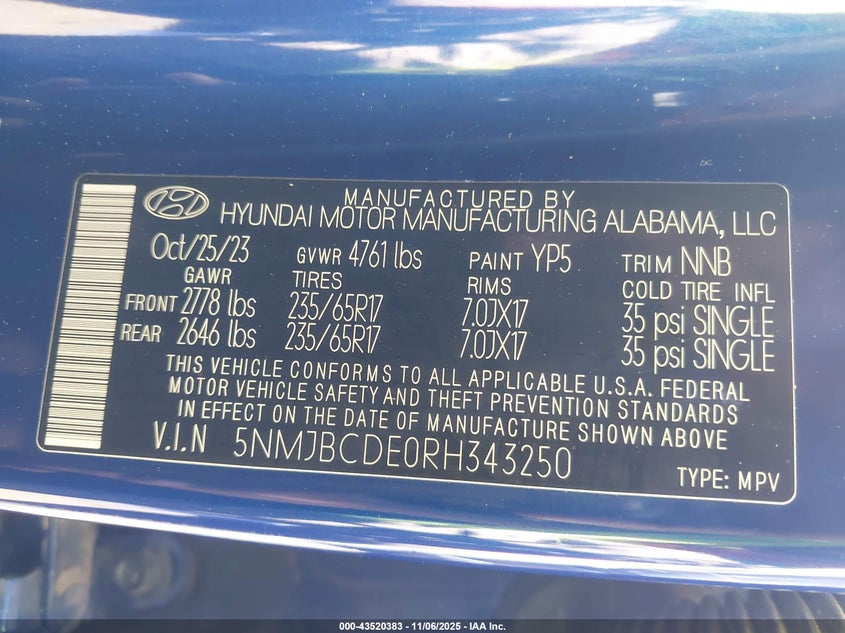 MANUFACTURED BY
HYUNDAI MOTOR MANUFACTURING ALABAMA, LLC
Oct/25/23 GVWR 4761 lbs PAINT YP5 TRIM NNB
GAWR TIRES RIMS COLD TIRE INFL
FRONT 2778 lbs 235/65R17 7.0JX17 35 psi SINGLE
REAR 2646 lbs 235/65R17 7.0JX17 35 psi SINGLE
THIS VEHICLE CONFORMS TO ALL APPLICABLE U.S.A. FEDERAL
MOTOR VEHICLE SAFETY AND THEFT PREVENTION STANDARDS
IN EFFECT ON THE DATE OF MANUFACTURE SHOWN ABOVE
V.I.N 5NMJBCDE0RH343250
TYPE: MPV
000-43520383 - 11/06/2025 - IAA Inc.